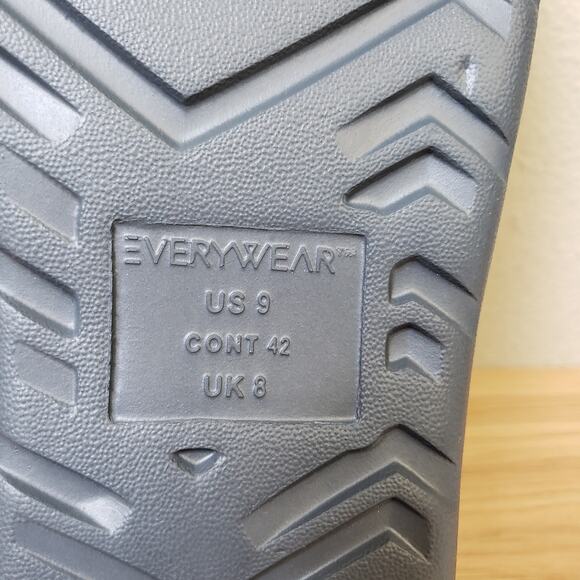 EVERYWEAR™
US 9
CONT 42
UK 8